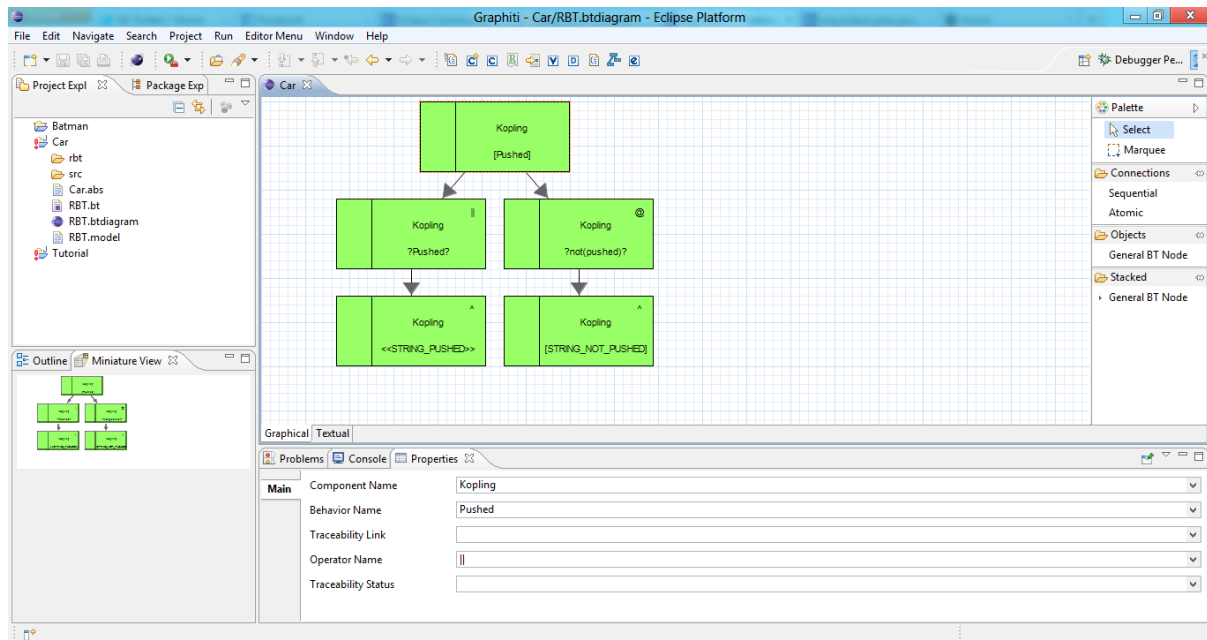 Graphiti - Car/RBT.btdiagram - Eclipse Platform
File Edit Navigate Search Project Run Editor Menu Window Help
Debugger Pe...
Project Expl
Package Exp
Batman
Car
rbt
src
Car.abs
RBT.bt
RBT.btdiagram
RBT.model
Tutorial
Outline
Miniature View
Car
Kopling
[Pushed]
||
Kopling
?Pushed?
@
Kopling
?not(pushed)?
^
Kopling
<<STRING_PUSHED>>
^
Kopling
[STRING_NOT_PUSHED]
Palette
Select
Marquee
Connections
Sequential
Atomic
Objects
General BT Node
Stacked
General BT Node
Graphical Textual
Problems Console Properties
Main
Component Name Kopling
Behavior Name Pushed
Traceability Link
Operator Name ||
Traceability Status